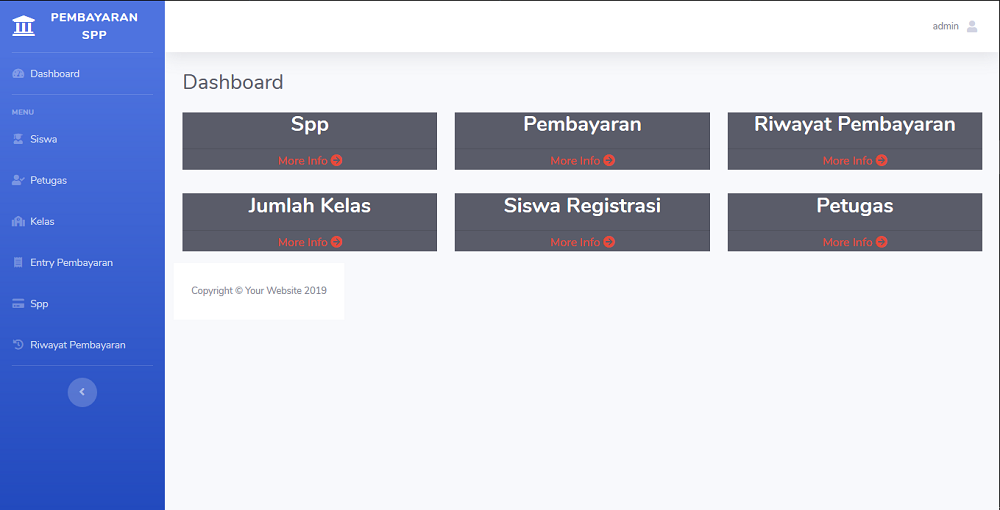 PEMBAYARAN
SPP
admin
Dashboard
MENU
Siswa
Petugas
Kelas
Entry Pembayaran
Spp
Riwayat Pembayaran
Dashboard
Spp
More Info
Pembayaran
More Info
Riwayat Pembayaran
More Info
Jumlah Kelas
More Info
Siswa Registrasi
More Info
Petugas
More Info
Copyright © Your Website 2019